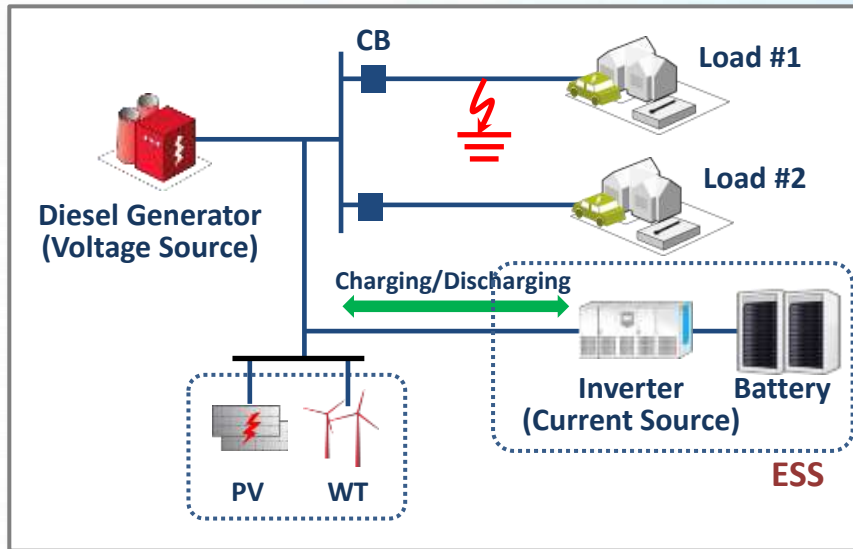 CB
Load #1
Diesel Generator
(Voltage Source)
Load #2
Charging/Discharging
Inverter
(Current Source)
Battery
ESS
PV
WT